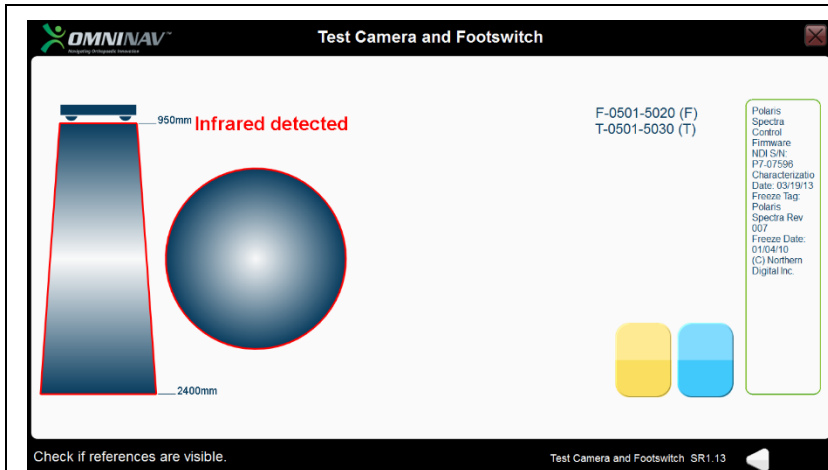 OMNINAV™
Navigating Orthopaedic Innovation
Test Camera and Footswitch
950mm
Infrared detected
2400mm
F-0501-5020 (F)
T-0501-5030 (T)
Polaris
Spectra
Control
Firmware
NDI S/N:
P7-07596
Characterizatio
Date: 03/19/13
Freeze Tag:
Polaris
Spectra Rev
007
Freeze Date:
01/04/10
(C) Northern
Digital Inc.
Check if references are visible.
Test Camera and Footswitch SR1.13